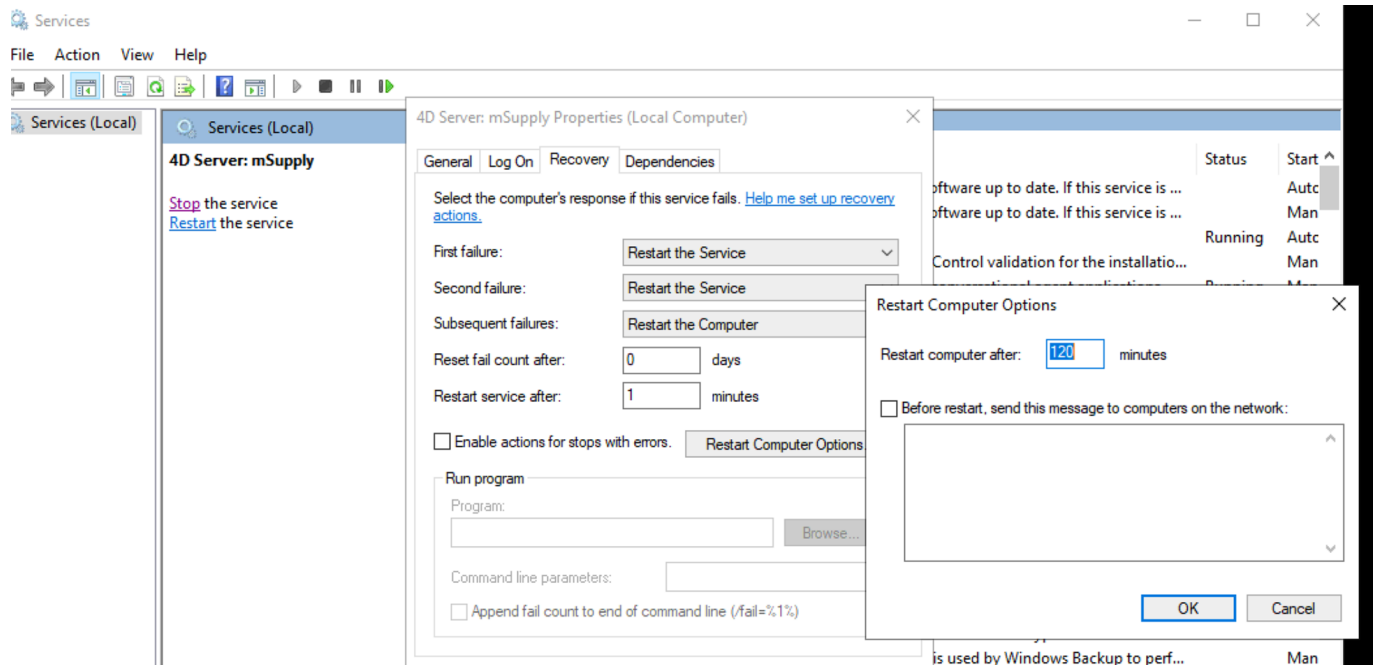 Services
File Action View Help
Services (Local)
Services (Local)
4D Server: mSupply
Stop the service
Restart the service
4D Server: mSupply Properties (Local Computer)
General Log On Recovery Dependencies
Select the computer's response if this service fails. Help me set up recovery
actions.
First failure: Restart the Service
Second failure: Restart the Service
Subsequent failures: Restart the Computer
Reset fail count after: 0 days
Restart service after: 1 minutes
Enable actions for stops with errors. Restart Computer Options
Run program
Program:
Browse...
Command line parameters:
Append fail count to end of command line (/fail=%1%)
Status Start
software up to date. If this service is ... Autc
software up to date. If this service is ... Man
Running Autc
Control validation for the installatio... Man
Restart Computer Options
Restart computer after: 120 minutes
Before restart, send this message to computers on the network:
OK Cancel
is used by Windows Backup to perf... Man